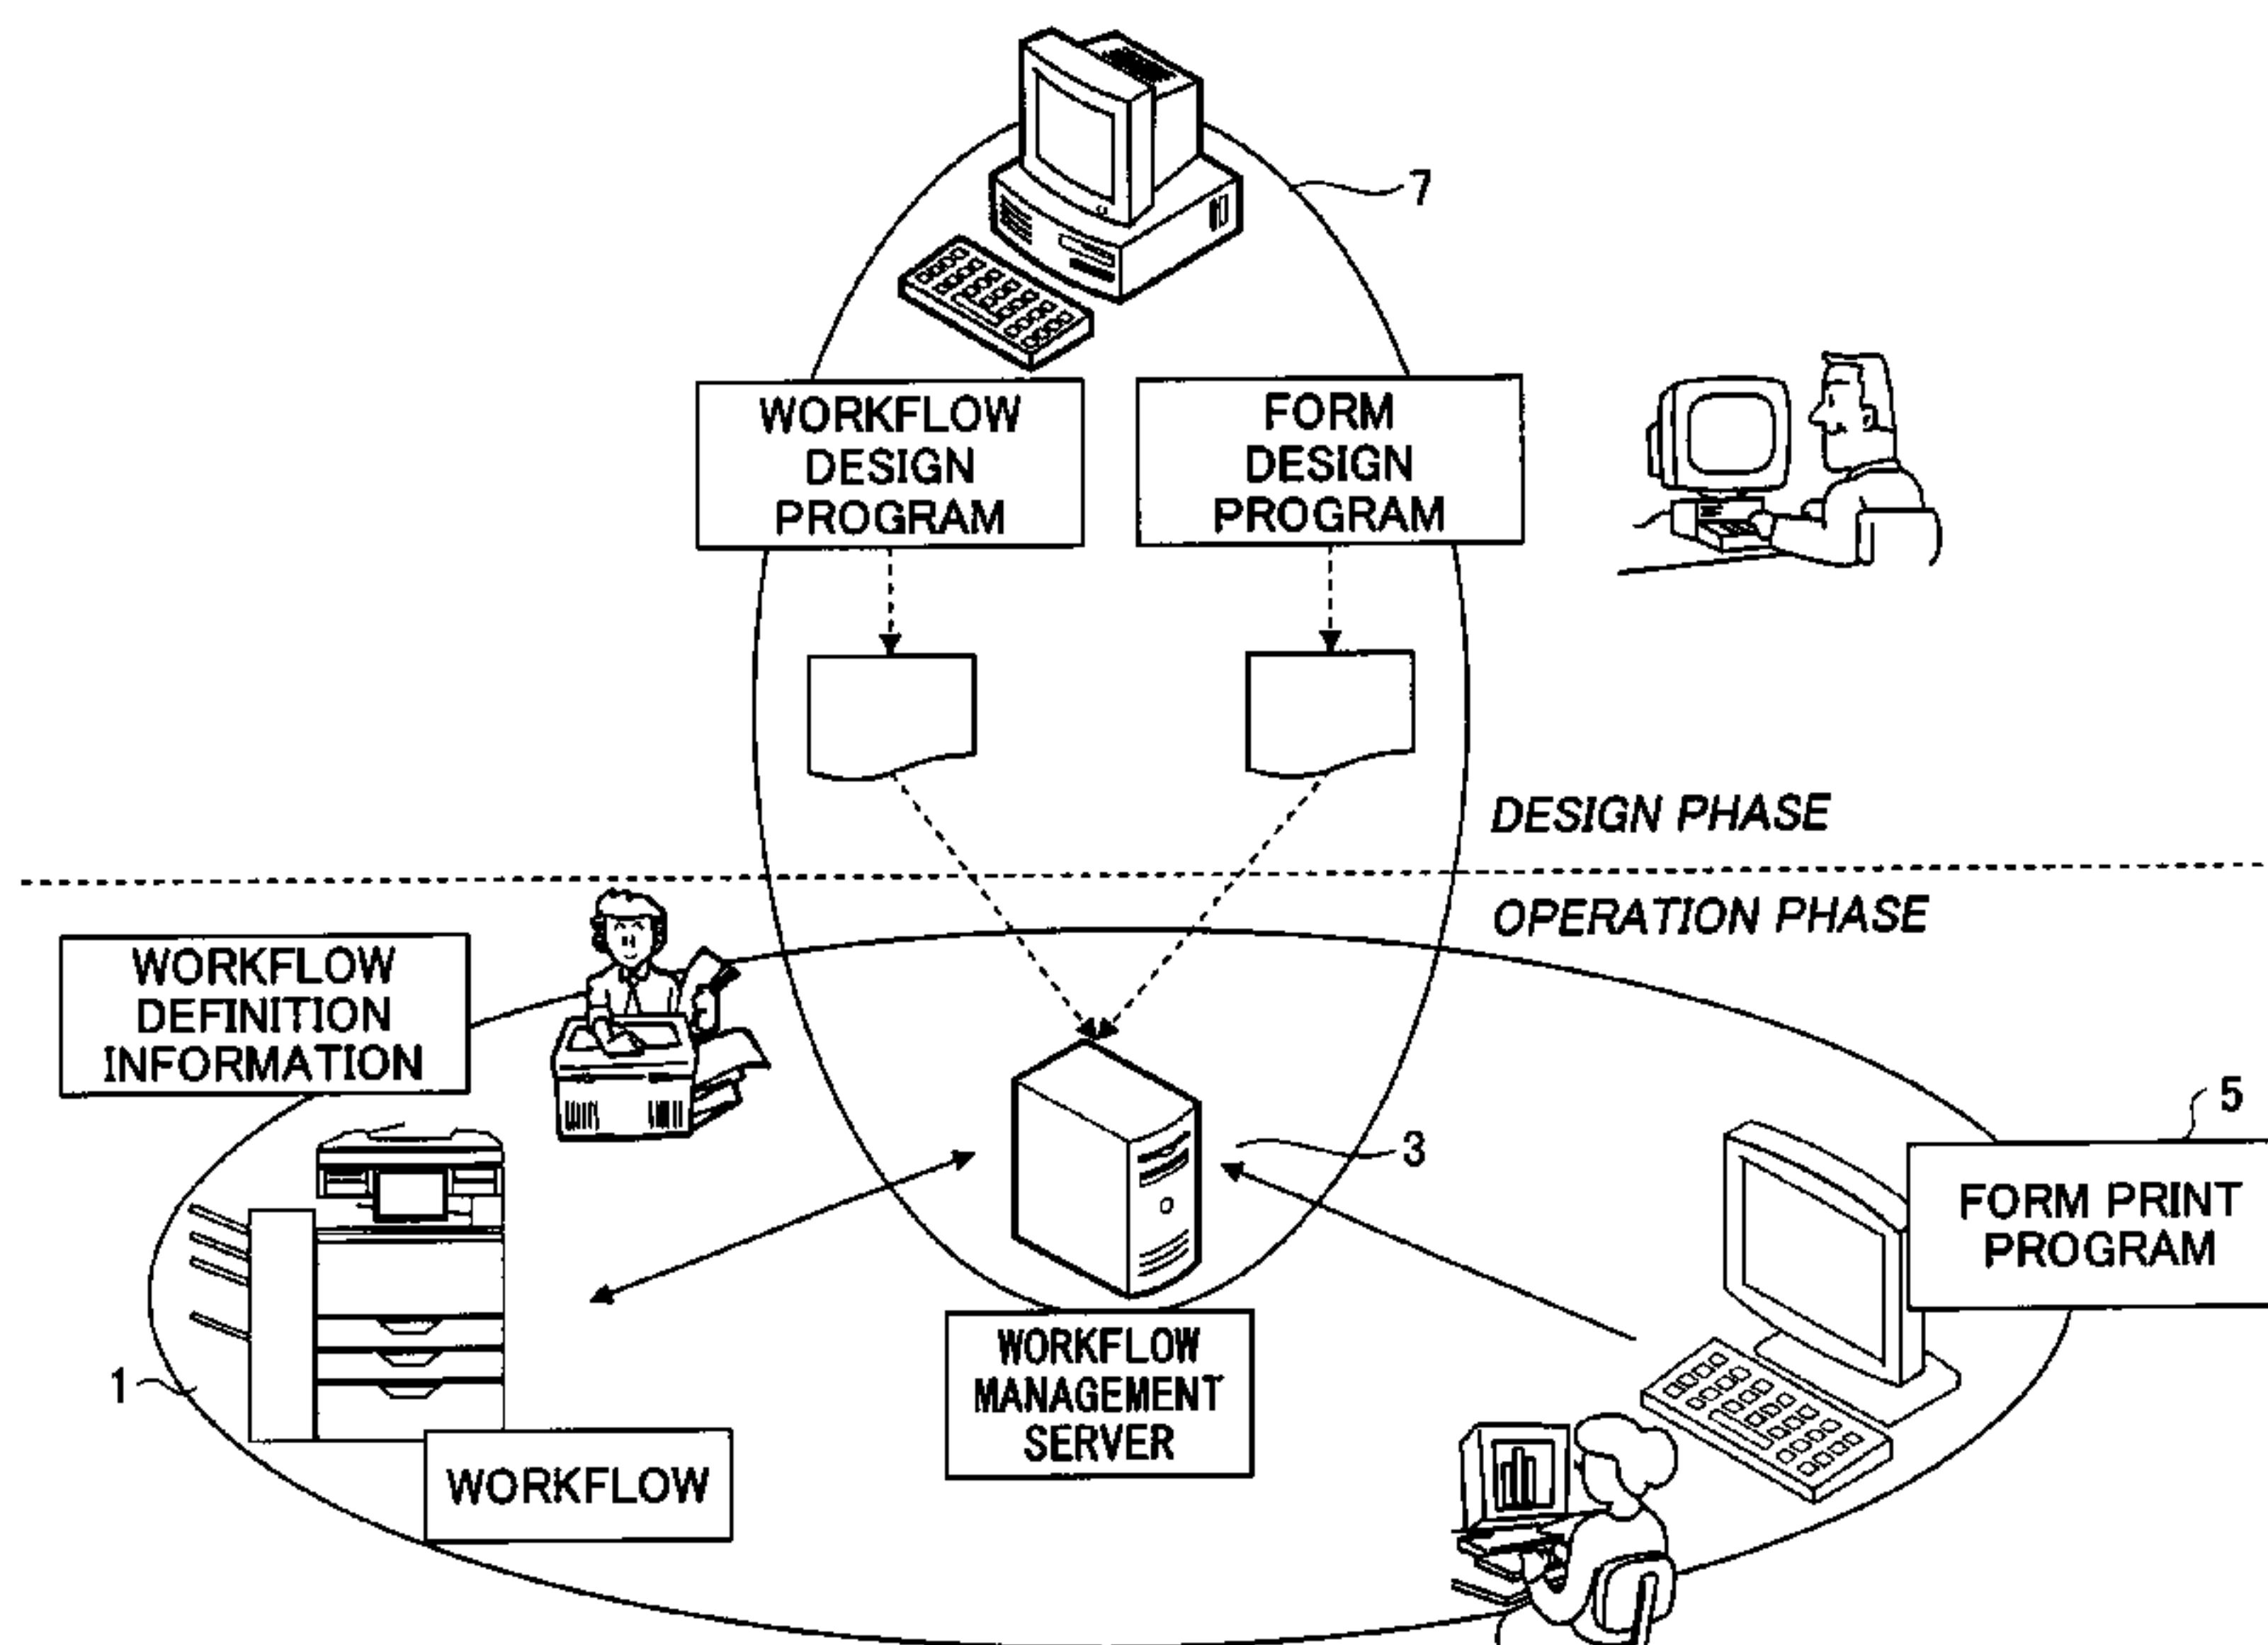 7
WORKFLOW
DESIGN
PROGRAM
FORM
DESIGN
PROGRAM
DESIGN PHASE
OPERATION PHASE
WORKFLOW
DEFINITION
INFORMATION
5
3
FORM PRINT
PROGRAM
1
WORKFLOW
MANAGEMENT
SERVER
WORKFLOW